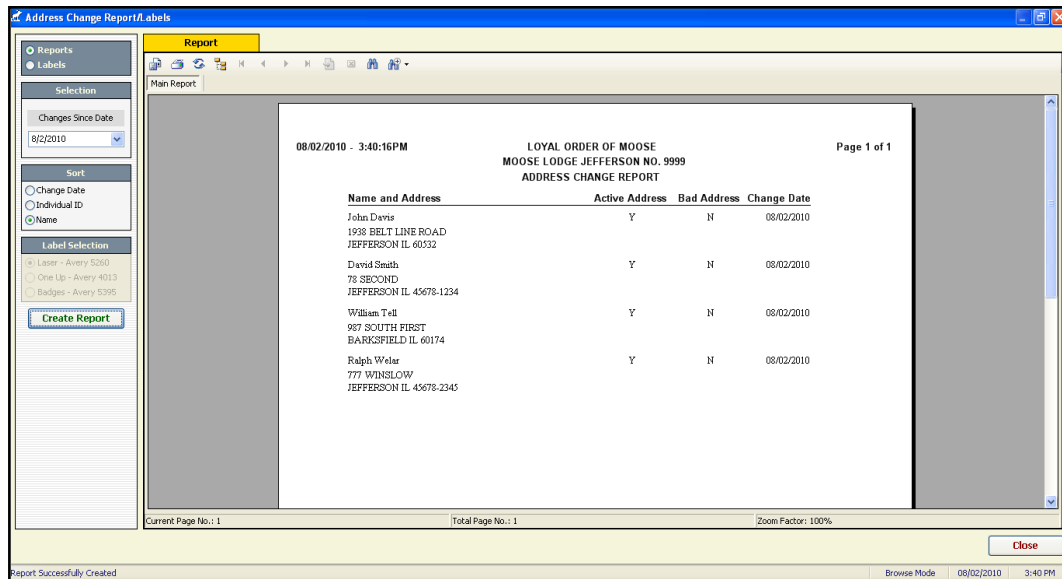 Address Change Report/Labels
Reports
Labels
Selection
Changes Since Date
8/2/2010
Sort
Change Date
Individual ID
Name
Label Selection
Laser - Avery 5260
One Up - Avery 4013
Badges - Avery 5395
Create Report
Report
Main Report
08/02/2010 - 3:40:16PM LOYAL ORDER OF MOOSE Page 1 of 1
MOOSE LODGE JEFFERSON NO. 9999
ADDRESS CHANGE REPORT
Name and Address Active Address Bad Address Change Date
John Davis Y N 08/02/2010
1938 BELT LINE ROAD
JEFFERSON IL 60532
David Smith Y N 08/02/2010
78 SECOND
JEFFERSON IL 45678-1234
William Tell Y N 08/02/2010
987 SOUTH FIRST
BARKSFIELD IL 60174
Ralph Welar Y N 08/02/2010
777 WINSLOW
JEFFERSON IL 45678-2345
Current Page No.: 1 Total Page No.: 1 Zoom Factor: 100%
Close
Report Successfully Created Browse Mode 08/02/2010 3:40 PM